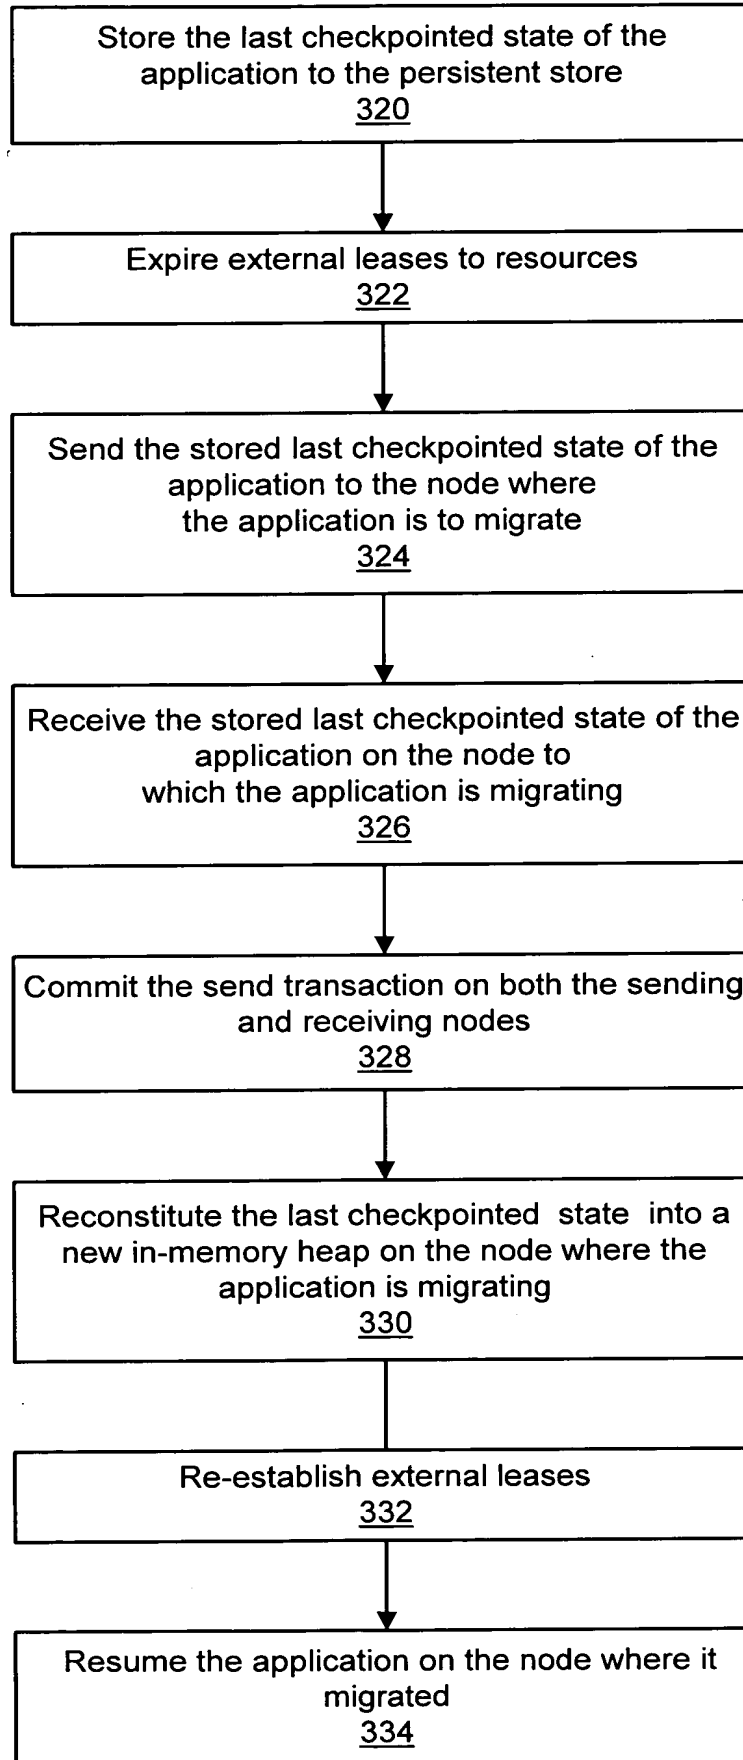 Store the last checkpointed state of the
application to the persistent store
320
Expire external leases to resources
322
Send the stored last checkpointed state of the
application to the node where
the application is to migrate
324
Receive the stored last checkpointed state of the
application on the node to
which the application is migrating
326
Commit the send transaction on both the sending
and receiving nodes
328
Reconstitute the last checkpointed state into a
new in-memory heap on the node where the
application is migrating
330
Re-establish external leases
332
Resume the application on the node where it
migrated
334